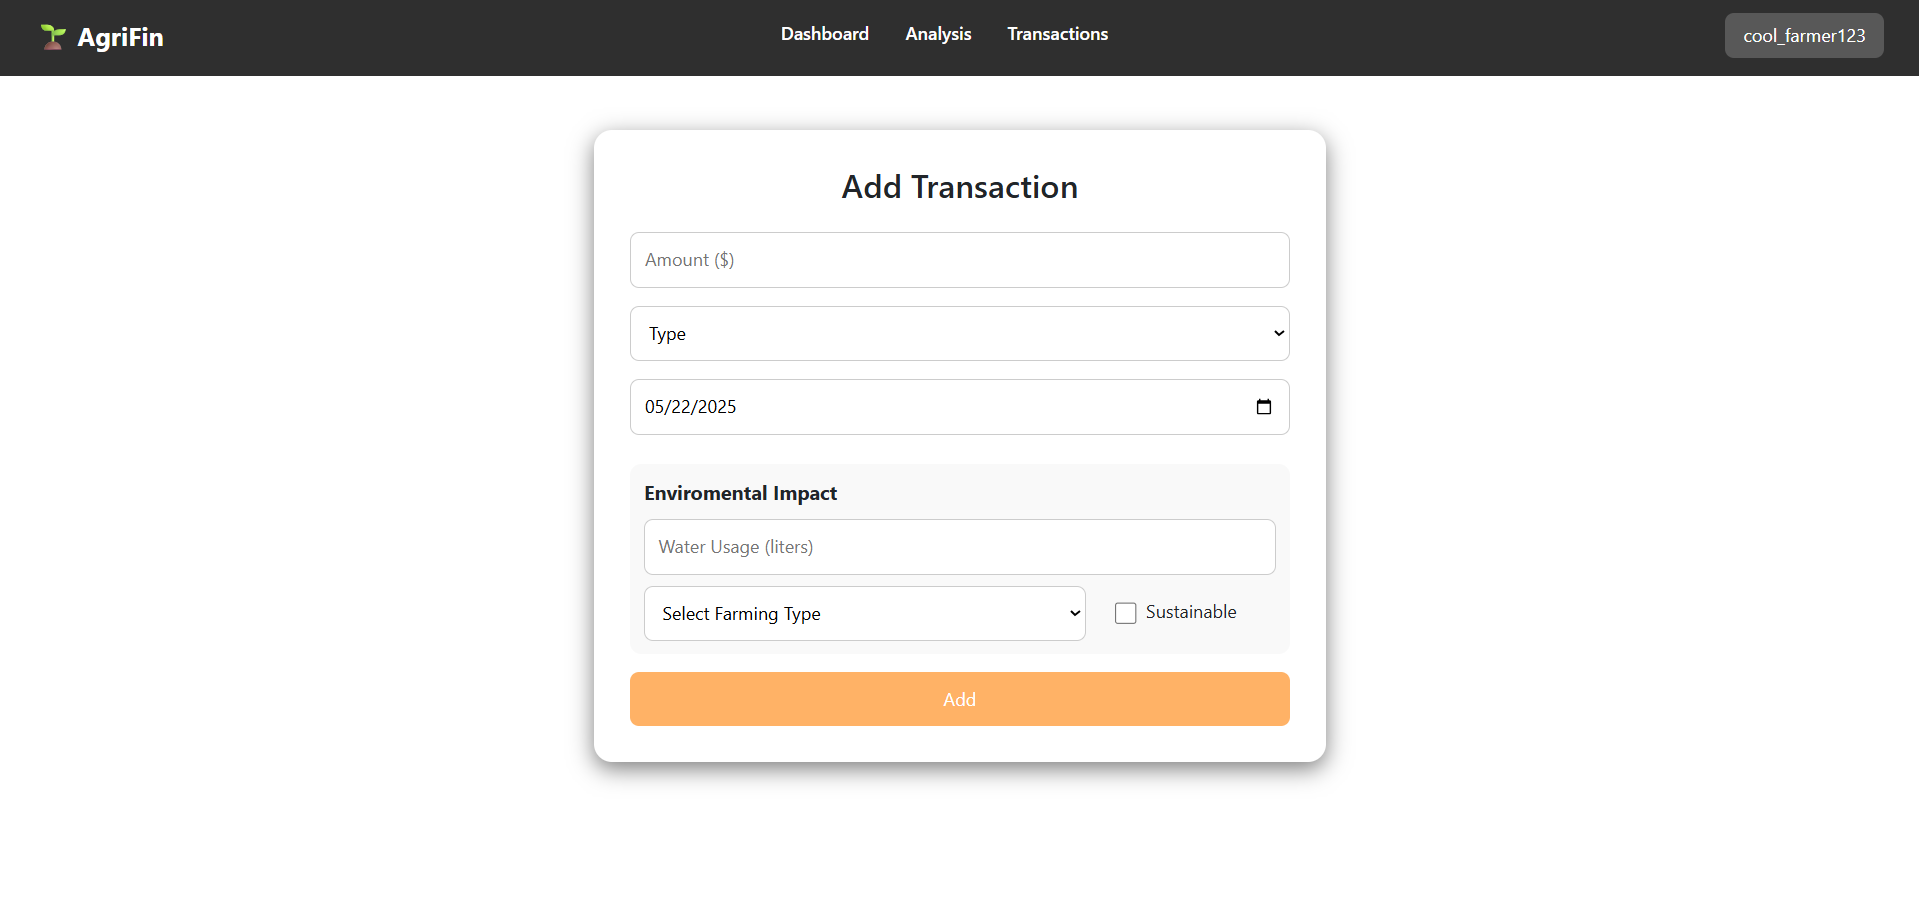 AgriFin
Dashboard Analysis Transactions
cool_farmer123
Add Transaction
Amount ($)
Type
05/22/2025
Enviromental Impact
Water Usage (liters)
Select Farming Type
Sustainable
Add